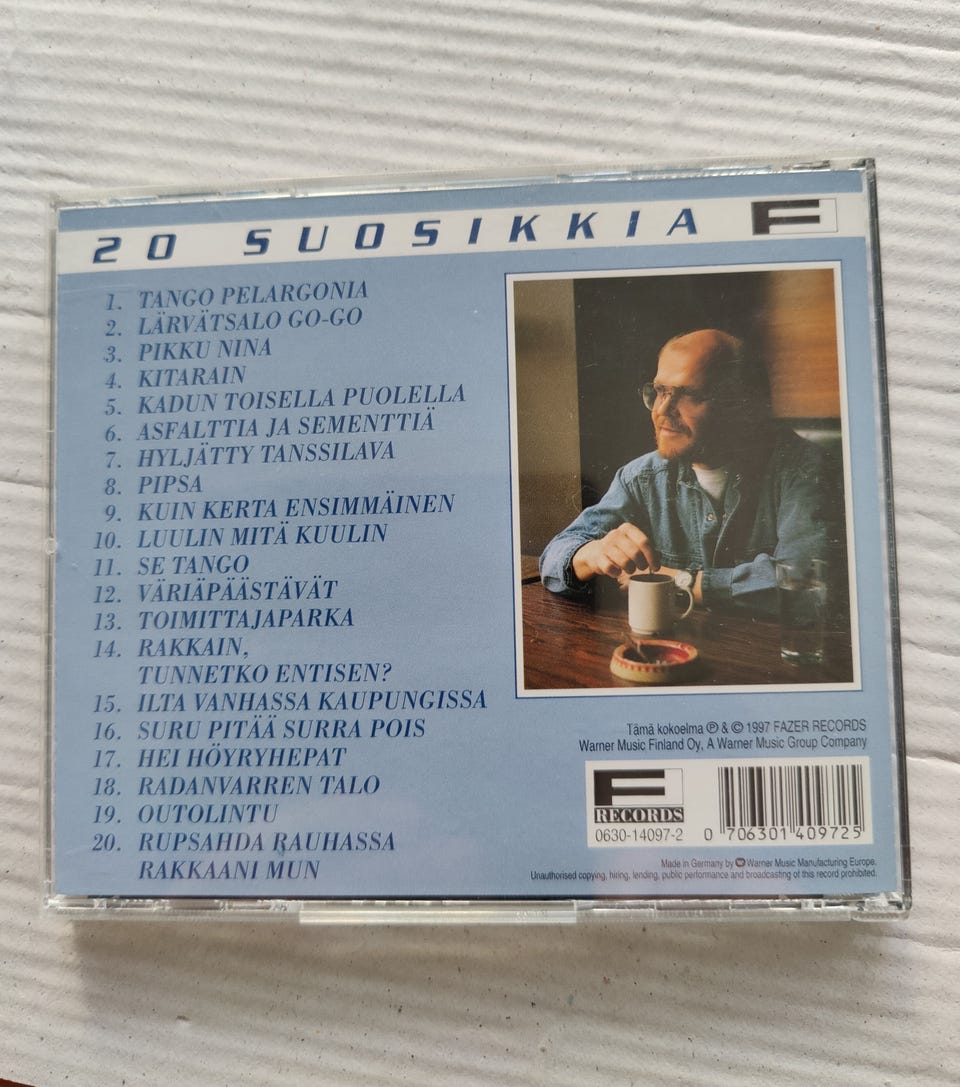 20 SUOSIKKIA F
1. TANGO PELARGONIA
2. LÄRVÄTSALO GO-GO
3. PIKKU NINA
4. KITARAIN
5. KADUN TOISELLA PUOLELLA
6. ASFALTTIA JA SEMENTTIÄ
7. HYLJÄTTY TANSSILAVA
8. PIPSA
9. KUIN KERTA ENSIMMÄINEN
10. LUULIN MITÄ KUULIN
11. SE TANGO
12. VÄRIÄPÄÄSTÄVÄT
13. TOIMITTAJAPARKA
14. RAKKAIN,
TUNNETKO ENTISEN?
15. ILTA VANHASSA KAUPUNGISSA
16. SURU PITÄÄ SURRA POIS
17. HEI HÖYRYHEPAT
18. RADANVARREN TALO
19. OUTOLINTU
20. RUPSAHDA RAUHASSA
RAKKAANI MUN
Tämä kokoelma ℗ & © 1997 FAZER RECORDS
Warner Music Finland Oy, A Warner Music Group Company
F
RECORDS
0630-14097-2
0 706301 409725
Made in Germany by Warner Music Manufacturing Europe.
Unauthorised copying, hiring, lending, public performance and broadcasting of this record prohibited.